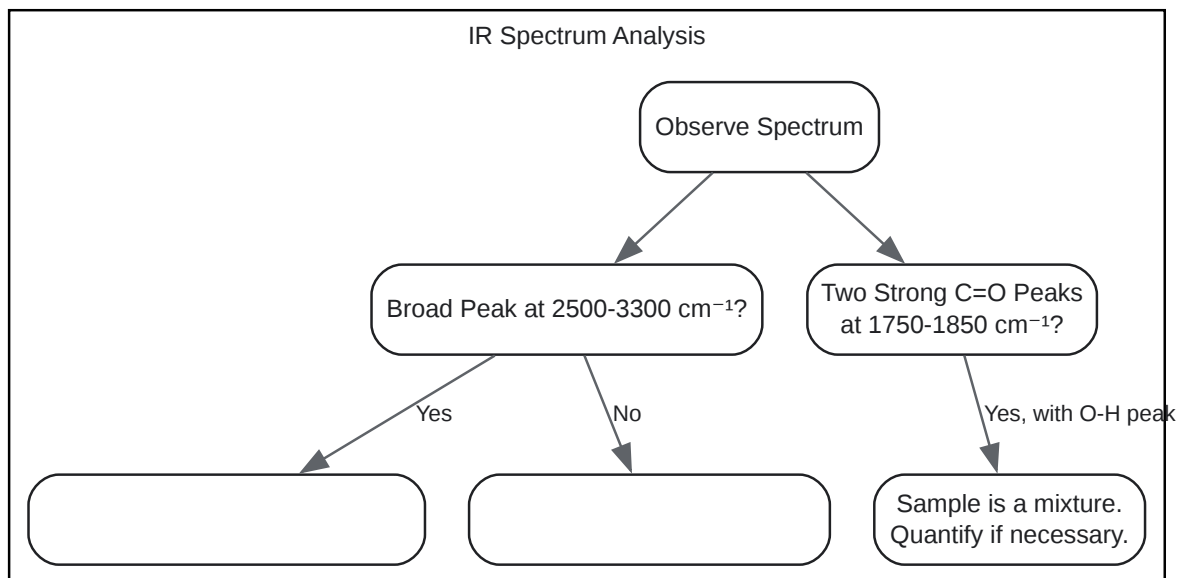 IR Spectrum Analysis
Observe Spectrum
Broad Peak at 2500-3300 cm⁻¹?
Two Strong C=O Peaks
at 1750-1850 cm⁻¹?
Yes
No
Yes, with O-H peak
Sample is a mixture.
Quantify if necessary.